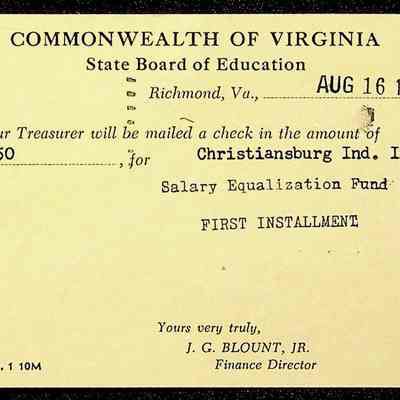 COMMONWEALTH OF VIRGINIA
State Board of Education
Richmond, Va., AUG 16 1
ur Treasurer will be mailed a check in the amount of
50 , for Christiansburg Ind. I
Salary Equalization Fund
FIRST INSTALLMENT
Yours very truly,
J. G. BLOUNT, JR.
Finance Director
. 1 10M